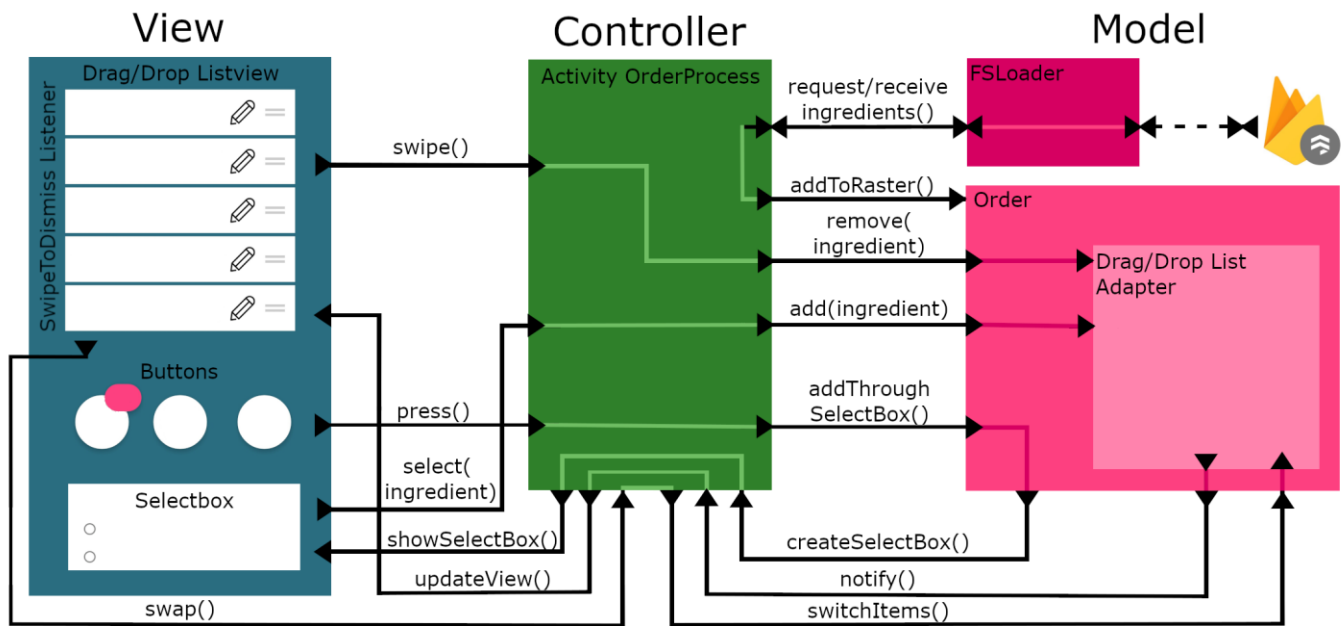 View
Controller
Model
Drag/Drop Listview
SwipeToDismiss Listener
Activity OrderProcess
FSLoader
request/receive
ingredients()
swipe()
addToRaster()
Order
remove(
ingredient)
Drag/Drop List
Adapter
add(ingredient)
Buttons
press()
addThrough
SelectBox()
select(
ingredient)
Selectbox
showSelectBox()
createSelectBox()
updateView()
notify()
swap()
switchItems()